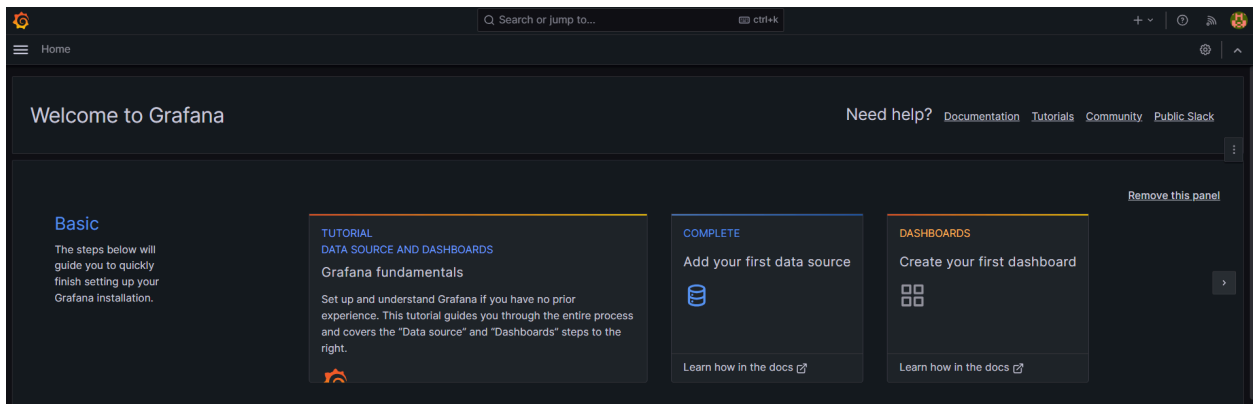 Search or jump to...
ctrl+k
Home
Welcome to Grafana
Need help?
Documentation
Tutorials
Community
Public Slack
Remove this panel
Basic
The steps below will
guide you to quickly
finish setting up your
Grafana installation.
TUTORIAL
DATA SOURCE AND DASHBOARDS
Grafana fundamentals
Set up and understand Grafana if you have no prior
experience. This tutorial guides you through the entire process
and covers the “Data source” and “Dashboards” steps to the
right.
COMPLETE
Add your first data source
Learn how in the docs
DASHBOARDS
Create your first dashboard
Learn how in the docs